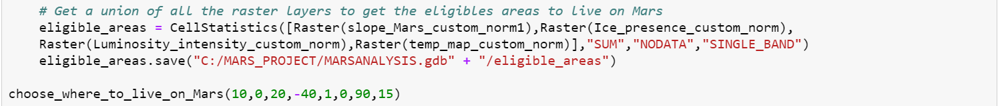 # Get a union of all the raster layers to get the eligibles areas to live on Mars
eligible_areas = CellStatistics([Raster(slope_Mars_custom_norm1),Raster(Ice_presence_custom_norm),
Raster(Luminosity_intensity_custom_norm),Raster(temp_map_custom_norm)],"SUM","NODATA","SINGLE_BAND")
eligible_areas.save("C:/MARS_PROJECT/MARSANALYSIS.gdb" + "/eligible_areas")
choose_where_to_live_on_Mars(10,0,20,-40,1,0,90,15)